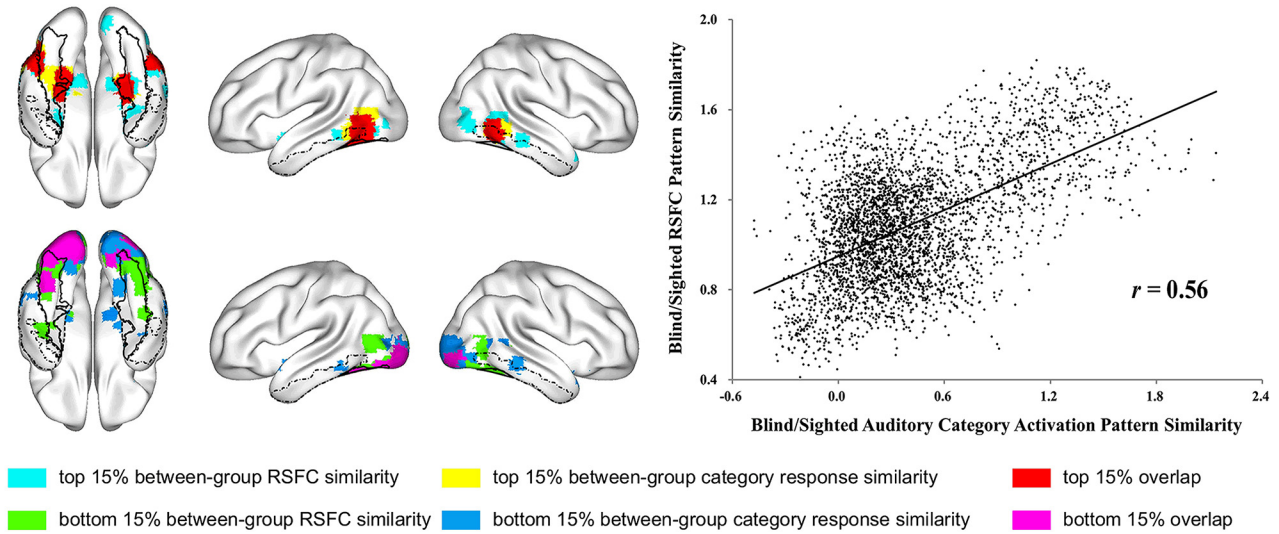 Blind/Sighted RSFC Pattern Similarity
2.0
1.6
1.2
0.8
0.4
r = 0.56
-0.6 0.0 0.6 1.2 1.8 2.4
Blind/Sighted Auditory Category Activation Pattern Similarity
top 15% between-group RSFC similarity top 15% between-group category response similarity top 15% overlap
bottom 15% between-group RSFC similarity bottom 15% between-group category response similarity bottom 15% overlap